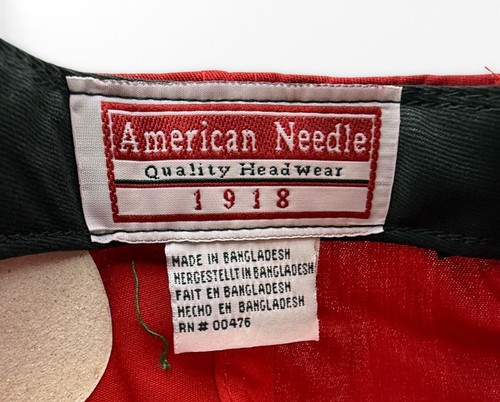 American Needle
Quality Headwear
1918
MADE IN BANGLADESH
HERGESTELLT IN BANGLADESH
FAIT EN BANGLADESH
HECHO EN BANGLADESH
RN # 00476